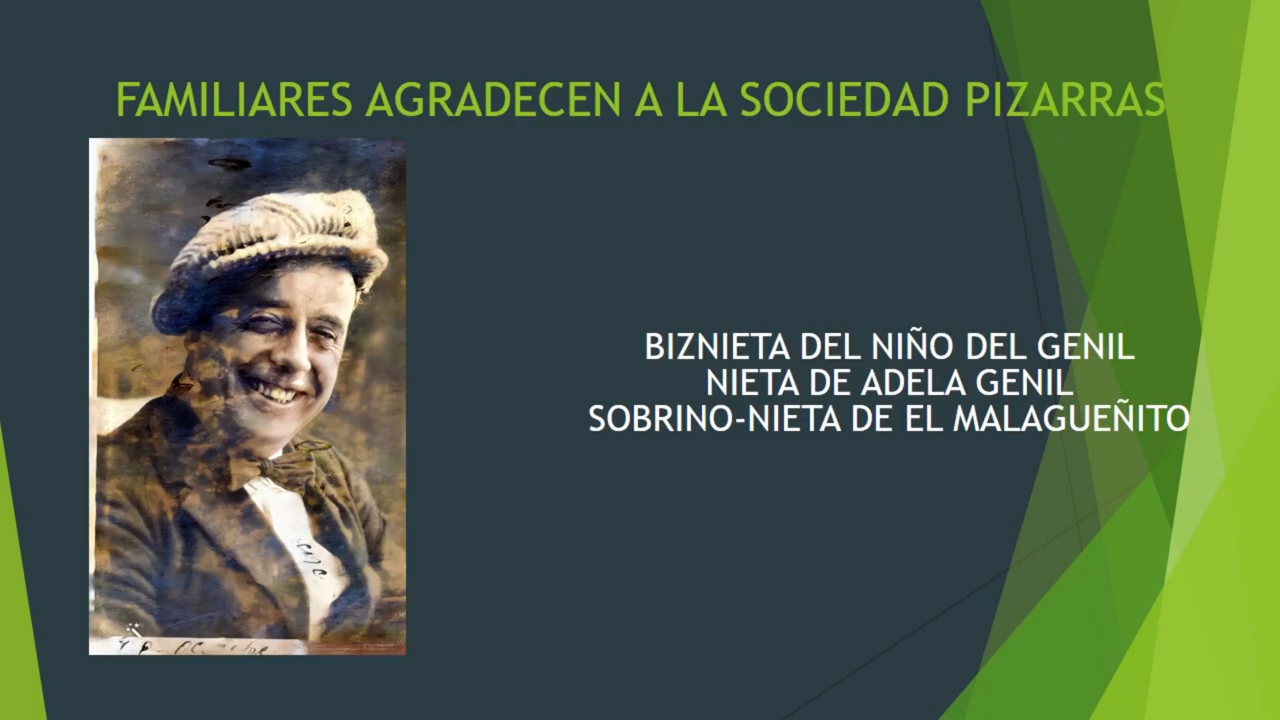 FAMILIARES AGRADECEN A LA SOCIEDAD PIZARRAS
BIZNIETA DEL NIÑO DEL GENIL
NIETA DE ADELA GENIL
SOBRINO-NIETA DE EL MALAGUEÑITO